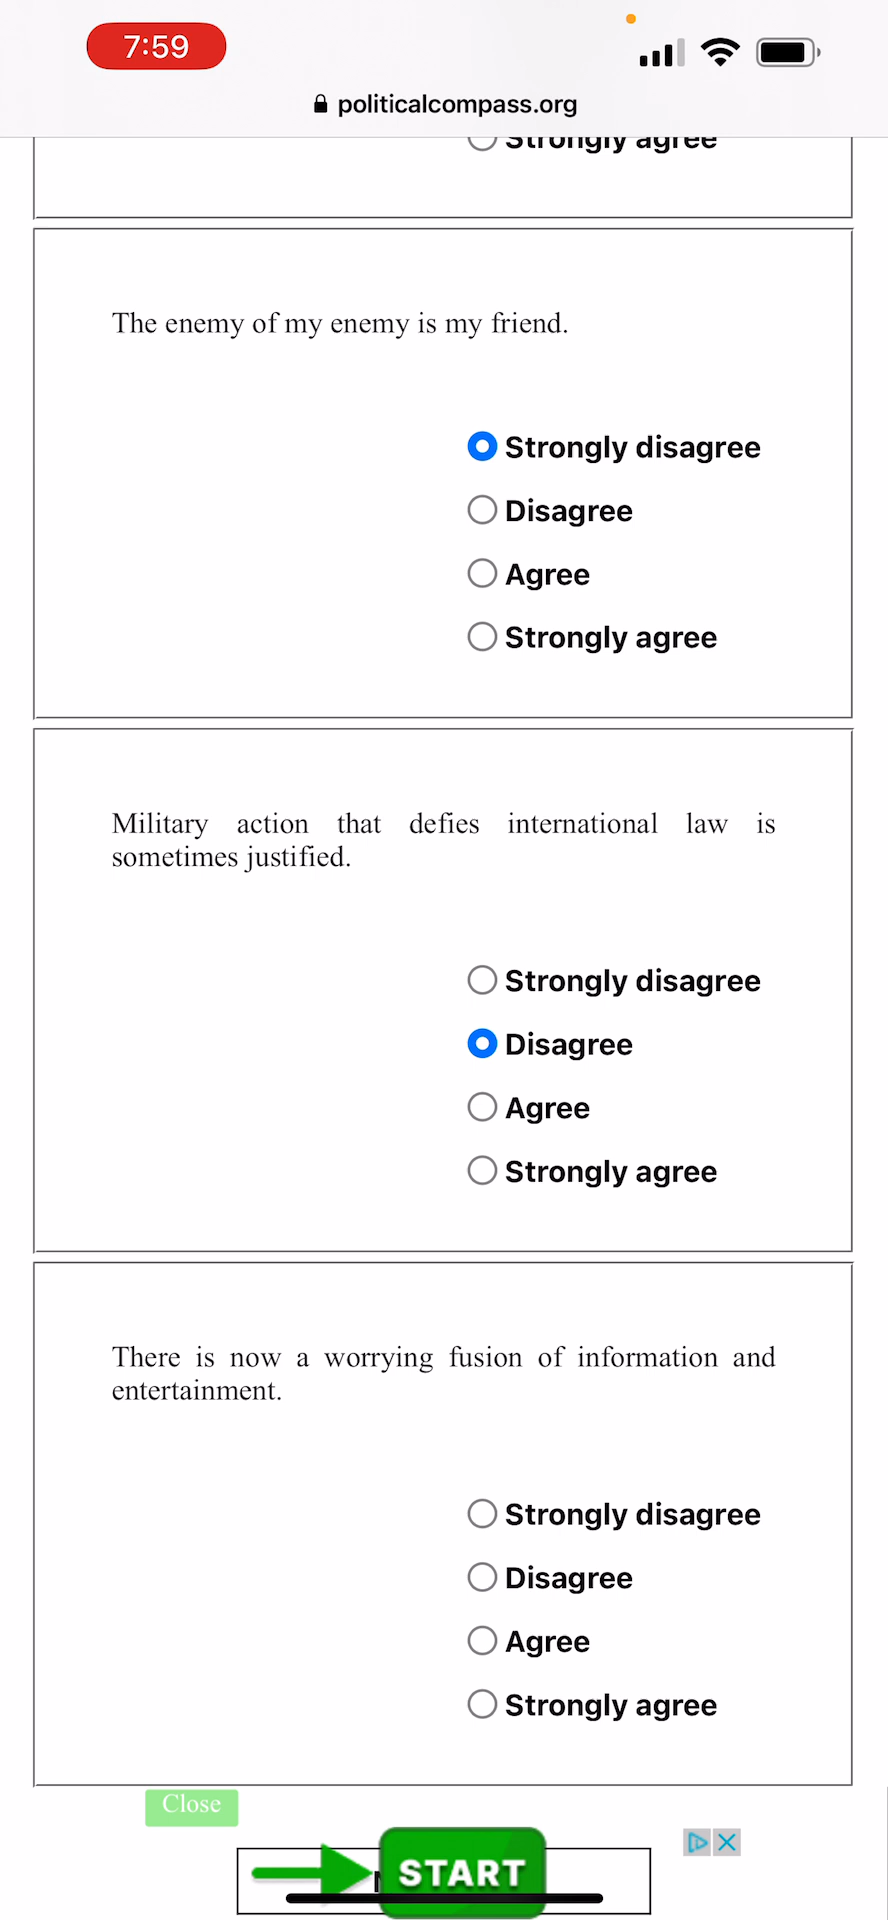 7:59
politicalcompass.org
Strongly agree
The enemy of my enemy is my friend.
Strongly disagree
Disagree
Agree
Strongly agree
Military action that defies international law is
sometimes justified.
Strongly disagree
Disagree
Agree
Strongly agree
There is now a worrying fusion of information and
entertainment.
Strongly disagree
Disagree
Agree
Strongly agree
Close
START